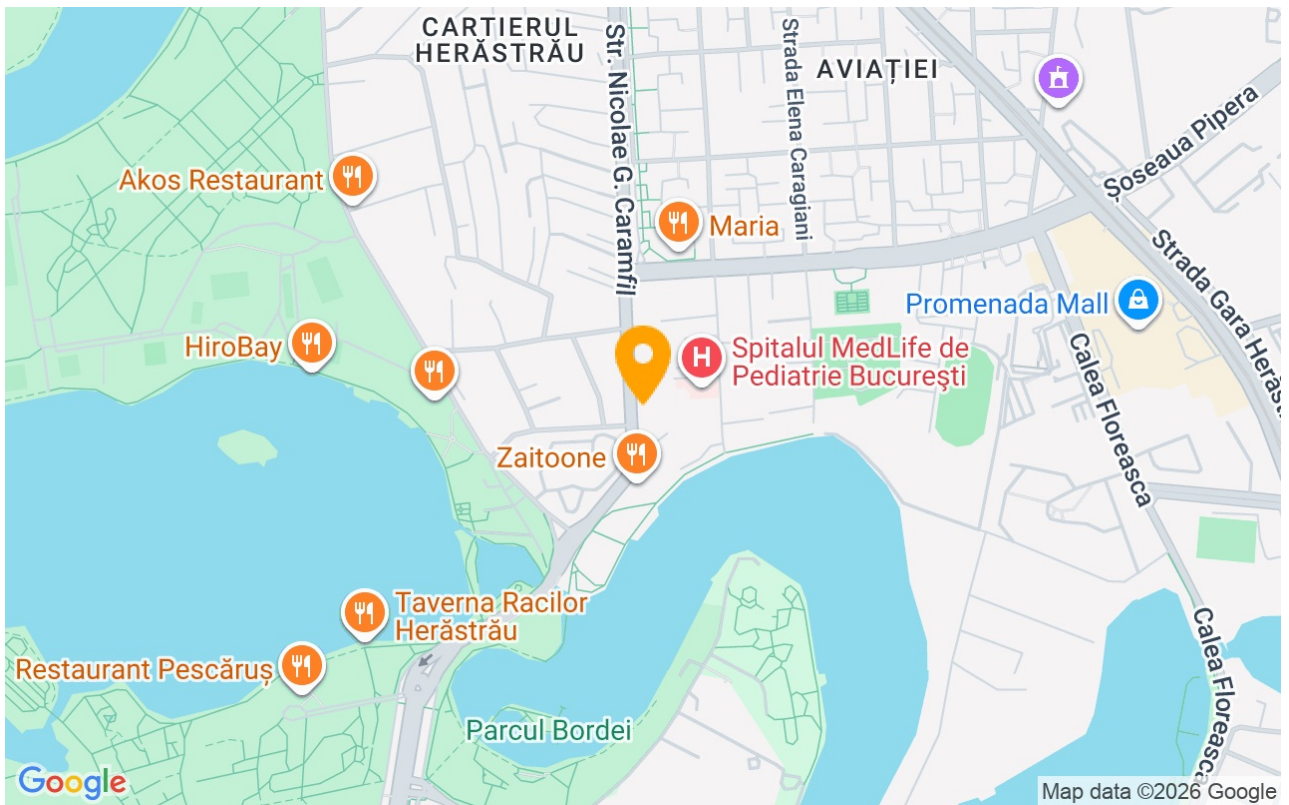 CARTIERUL
HERĂSTRĂU
Str. Nicolae G. Caramfil
Strada Elena Caragiani
AVIAȚIEI
Șoseaua Pipera
Akos Restaurant
Maria
Strada Gara Herăst
Promenada Mall
HiroBay
H
Spitalul MedLife de
Pediatrie București
Calea Floreasca
Zaitoone
Taverna Racilor
Herăstrău
Restaurant Pescăruș
Calea Floreasca
Parcul Bordei
Google
Map data ©2026 Google